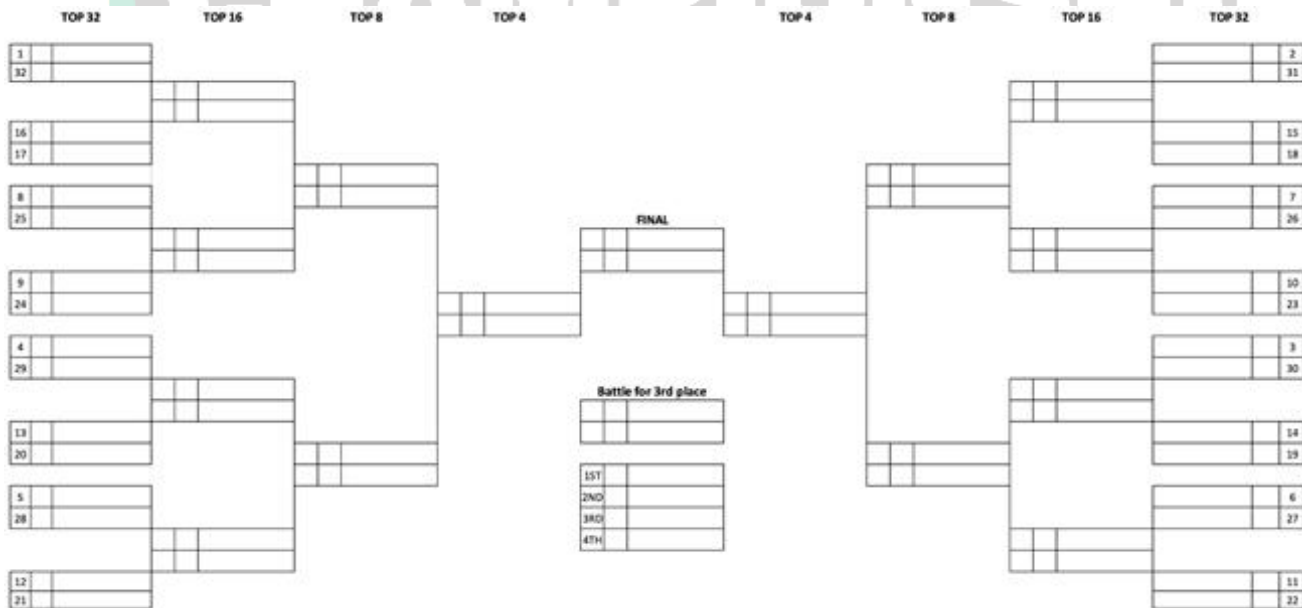 TOP 32 TOP 16 TOP 8 TOP 4 TOP 4 TOP 8 TOP 16 TOP 32
1 2
32 31
16 15
17 18
8 7
25 26
FINAL
9 10
24 23
4 3
29 30
Battle for 3rd place
13 14
20 19
1ST
2ND
5 6
28 3RD 27
4TH
12 11
21 22